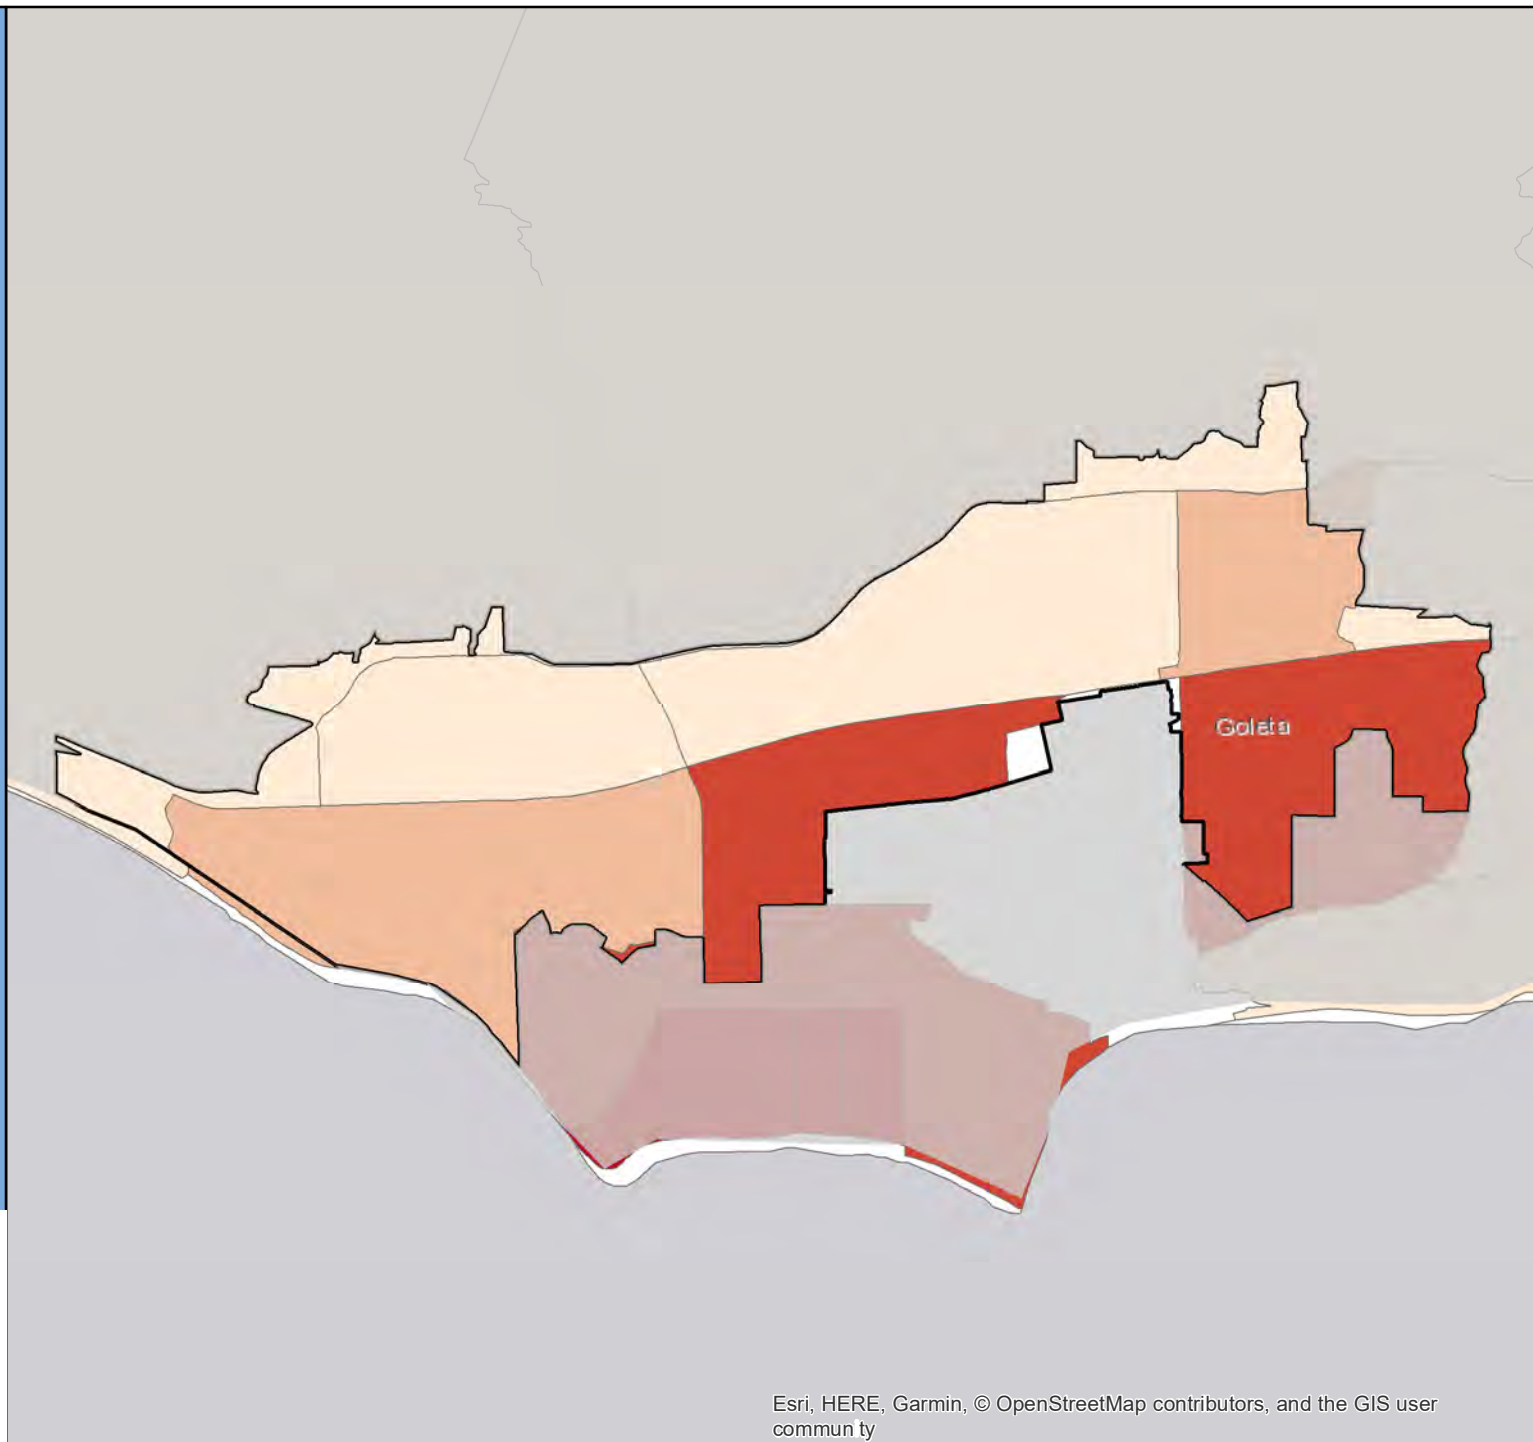 Goleta
Esri, HERE, Garmin, © OpenStreetMap contributors, and the GIS user
commun ty